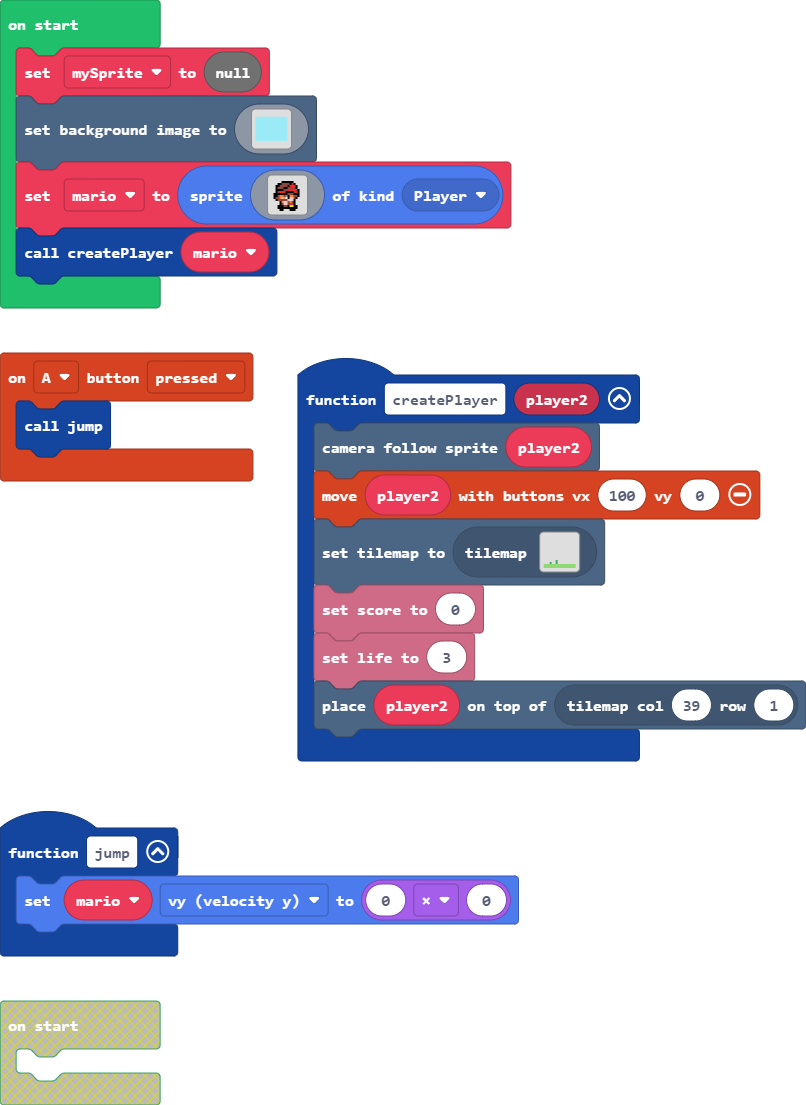 on start
set mySprite to null
set background image to
set mario to sprite of kind Player
call createPlayer mario
on A button pressed
call jump
function createPlayer player2
camera follow sprite player2
move player2 with buttons vx 100 vy 0
set tilemap to tilemap
set score to 0
set life to 3
place player2 on top of tilemap col 39 row 1
function jump
set mario vy (velocity y) to 0 × 0
on start